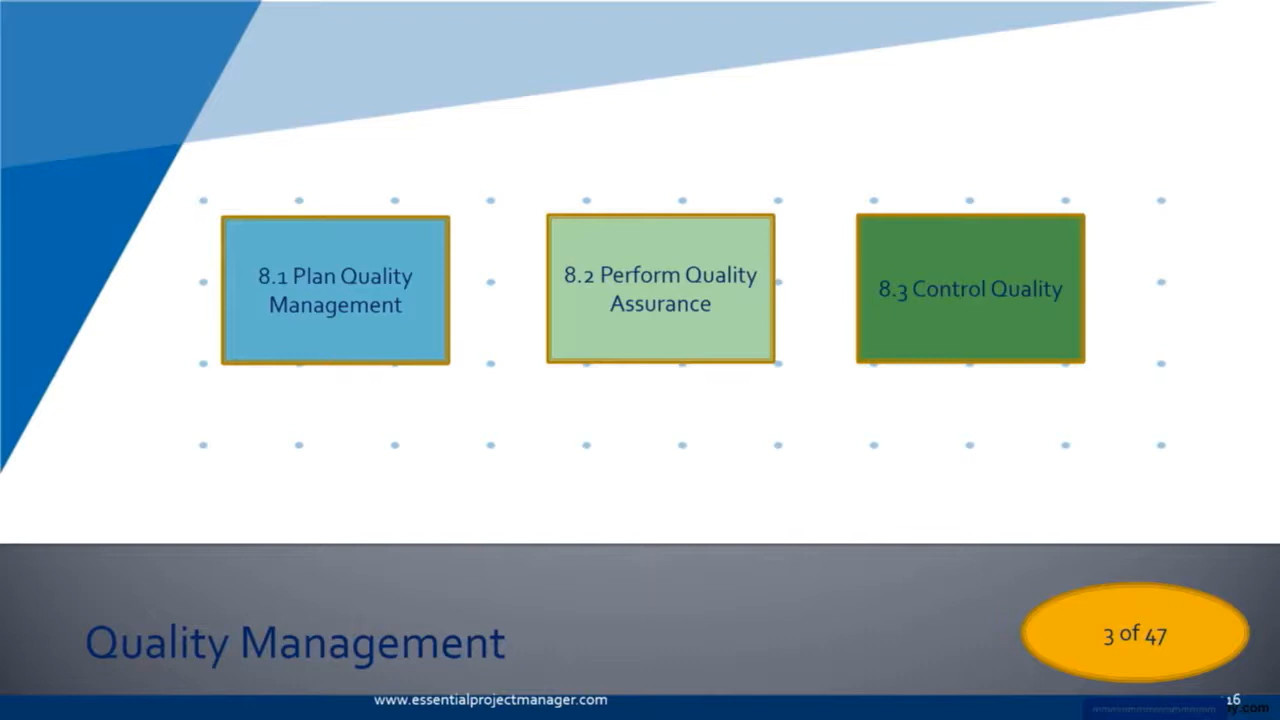 8.1 Plan Quality
Management
8.2 Perform Quality
Assurance
8.3 Control Quality
Quality Management
3 of 47
www.essentialprojectmanager.com
16